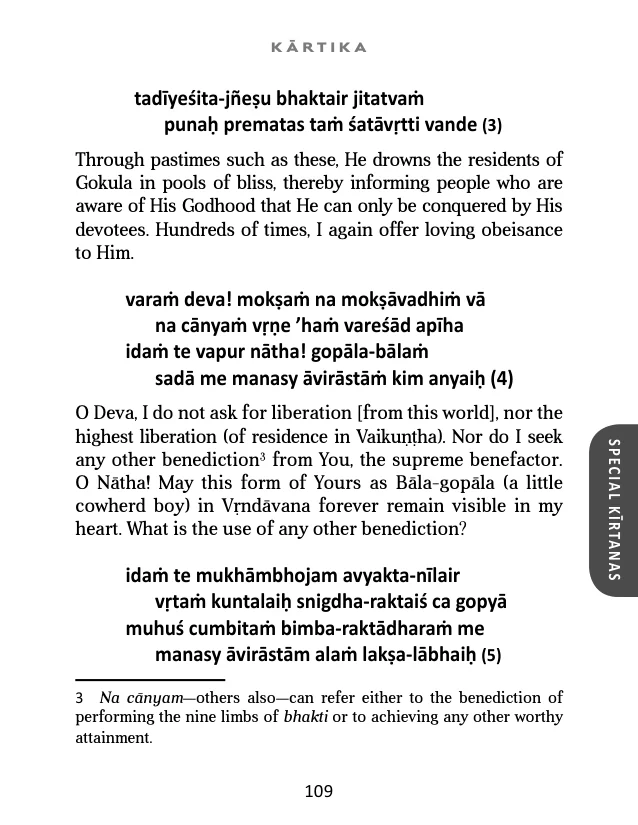 KĀRTIKA
tadīyeśita-jñeṣu bhaktair jitatvaṁ
punaḥ prematas taṁ śatāvṛtti vande (3)
Through pastimes such as these, He drowns the residents of
Gokula in pools of bliss, thereby informing people who are
aware of His Godhood that He can only be conquered by His
devotees. Hundreds of times, I again offer loving obeisance
to Him.
varaṁ deva! mokṣaṁ na mokṣāvadhiṁ vā
na cānyaṁ vṛṇe ’haṁ vareśād apīha
idaṁ te vapur nātha! gopāla-bālaṁ
sadā me manasy āvirāstāṁ kim anyaiḥ (4)
O Deva, I do not ask for liberation [from this world], nor the
highest liberation (of residence in Vaikuṇṭha). Nor do I seek
any other benediction³ from You, the supreme benefactor.
O Nātha! May this form of Yours as Bāla-gopāla (a little
cowherd boy) in Vṛndāvana forever remain visible in my
heart. What is the use of any other benediction?
SPECIAL KĪRTANAS
idaṁ te mukhāmbhojam avyakta-nīlair
vṛtaṁ kuntalaiḥ snigdha-raktaiś ca gopyā
muhuś cumbitaṁ bimba-raktādharaṁ me
manasy āvirāstām alaṁ lakṣa-lābhaiḥ (5)
3 Na cānyam—others also—can refer either to the benediction of
performing the nine limbs of bhakti or to achieving any other worthy
attainment.
109